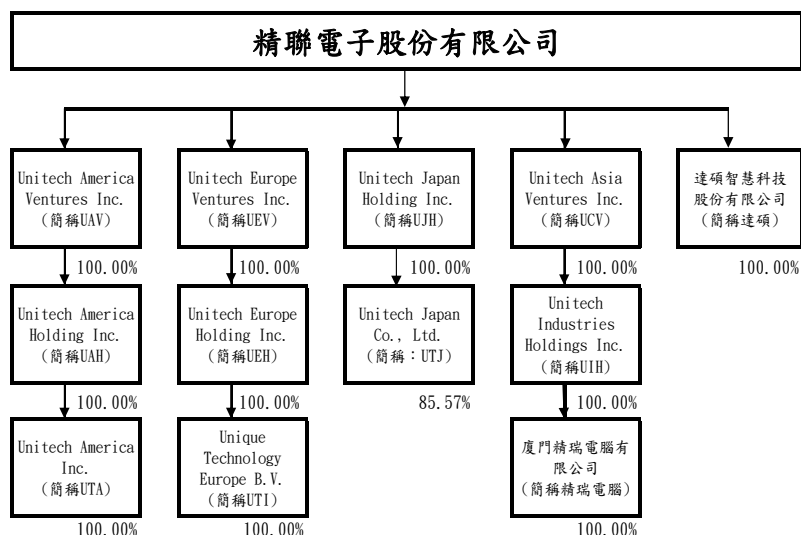 精聯電子股份有限公司
Unitech America
Ventures Inc.
(簡稱UAV)
Unitech Europe
Ventures Inc.
(簡稱UEV)
Unitech Japan
Holding Inc.
(簡稱UJH)
Unitech Asia
Ventures Inc.
(簡稱UCV)
達碩智慧科技
股份有限公司
(簡稱達碩)
100.00%
100.00%
100.00%
100.00%
100.00%
Unitech America
Holding Inc.
(簡稱UAH)
Unitech Europe
Holding Inc.
(簡稱UEH)
Unitech Japan
Co., Ltd.
(簡稱：UTJ)
Unitech
Industries
Holdings Inc.
(簡稱UIH)
100.00%
100.00%
85.57%
100.00%
Unitech America
Inc.
(簡稱UTA)
Unique
Technology
Europe B.V.
(簡稱UTI)
廈門精瑞電腦有
限公司
(簡稱精瑞電腦)
100.00%
100.00%
100.00%